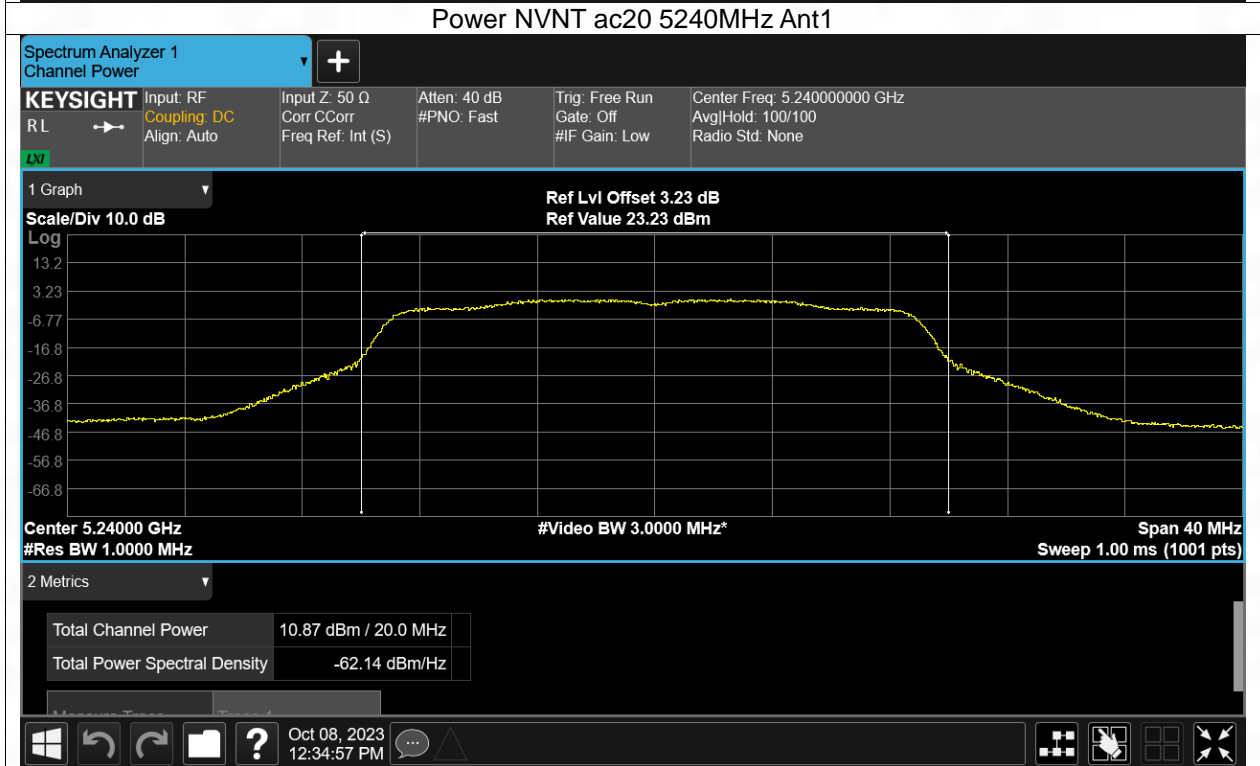 Power NVNT ac20 5240MHz Ant1
Spectrum Analyzer 1
Channel Power
KEYSIGHT
R L
LXI
Input: RF
Coupling: DC
Align: Auto
Input Z: 50 Ω
Corr CCorr
Freq Ref: Int (S)
Atten: 40 dB
#PNO: Fast
Trig: Free Run
Gate: Off
#IF Gain: Low
Center Freq: 5.240000000 GHz
Avg|Hold: 100/100
Radio Std: None
1 Graph
Scale/Div 10.0 dB
Ref Lvl Offset 3.23 dB
Ref Value 23.23 dBm
Log
13.2
3.23
-6.77
-16.8
-26.8
-36.8
-46.8
-56.8
-66.8
Center 5.24000 GHz
#Res BW 1.0000 MHz
#Video BW 3.0000 MHz*
Span 40 MHz
Sweep 1.00 ms (1001 pts)
2 Metrics
Total Channel Power 10.87 dBm / 20.0 MHz
Total Power Spectral Density -62.14 dBm/Hz
?
Oct 08, 2023
12:34:57 PM